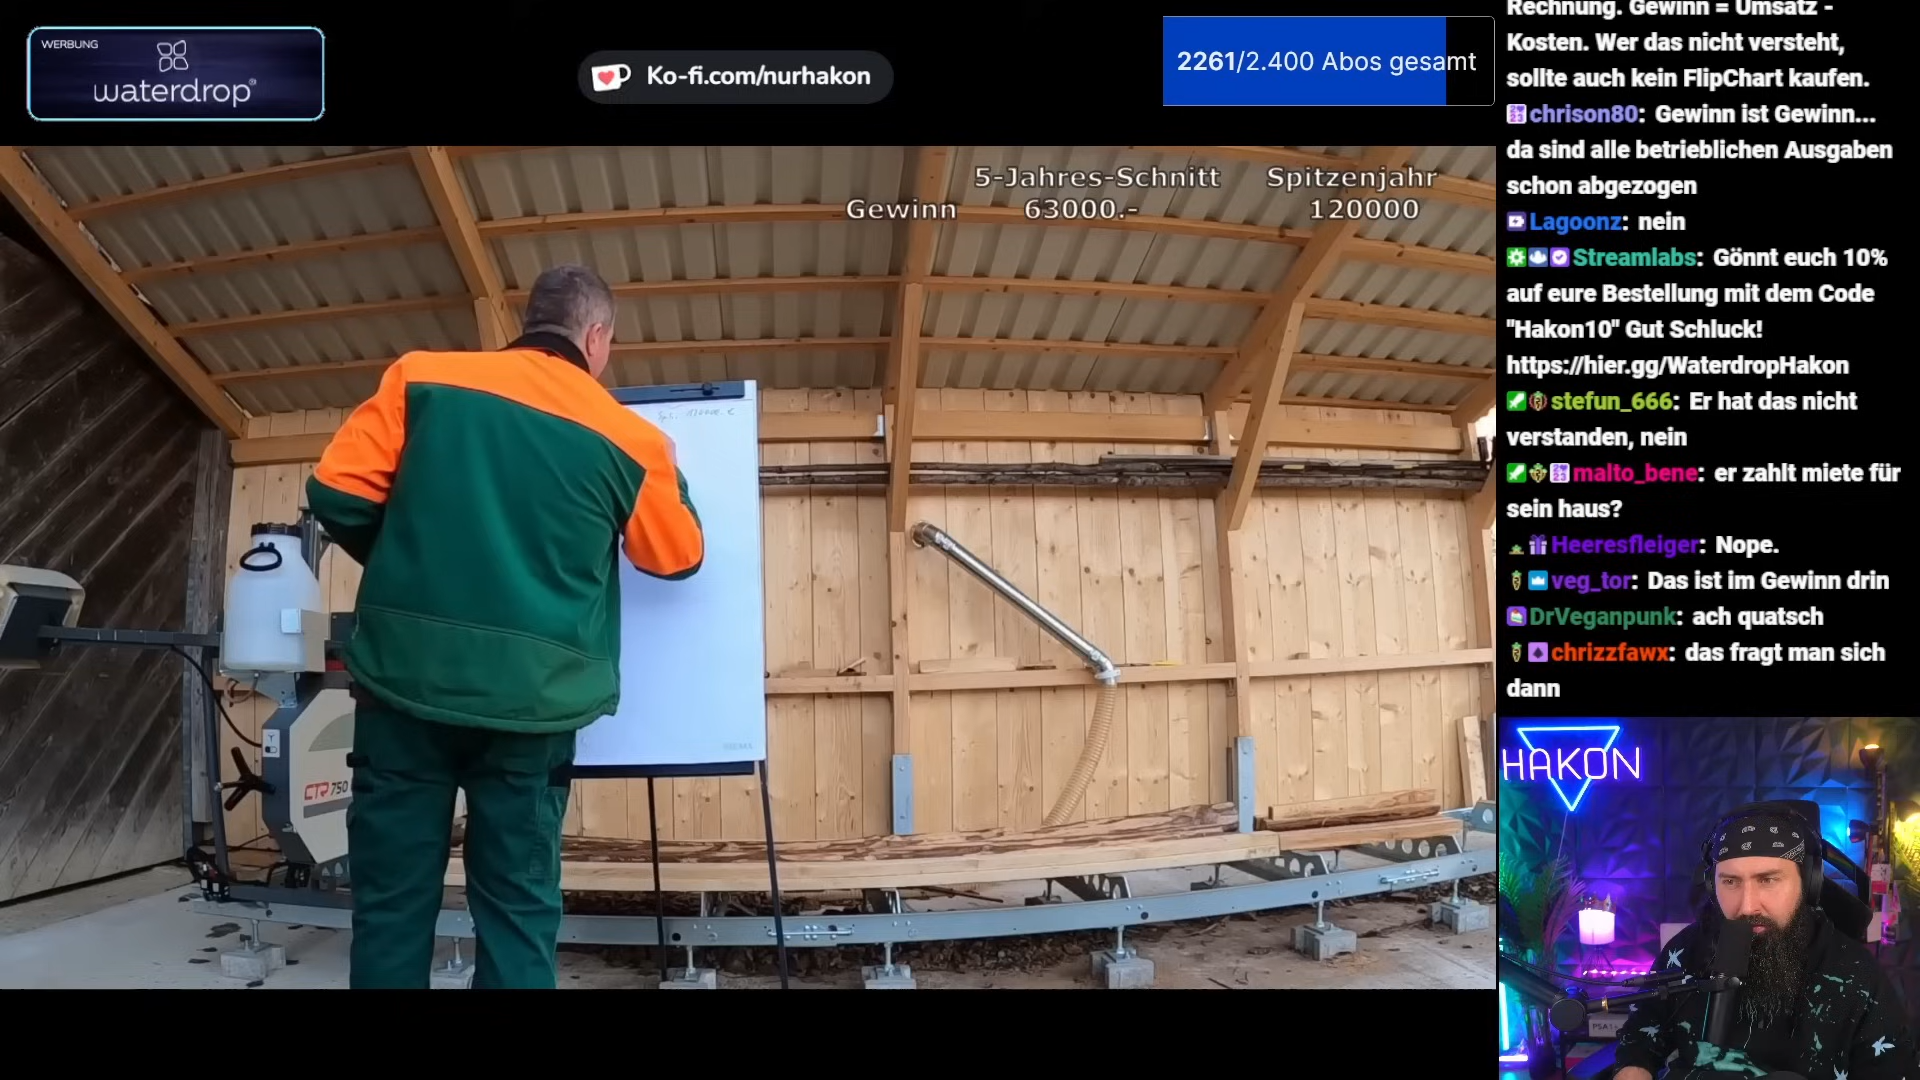 WERBUNG
waterdrop®
Ko-fi.com/nurhakon
2261/2.400 Abos gesamt
5-Jahres-Schnitt Spitzenjahr
Gewinn 63000.- 120000
CTR 750
Rechnung. Gewinn = Umsatz -
Kosten. Wer das nicht versteht,
sollte auch kein FlipChart kaufen.
chrison80: Gewinn ist Gewinn...
da sind alle betrieblichen Ausgaben
schon abgezogen
Lagoonz: nein
Streamlabs: Gönnt euch 10%
auf eure Bestellung mit dem Code
"Hakon10" Gut Schluck!
https://hier.gg/WaterdropHakon
stefun_666: Er hat das nicht
verstanden, nein
malto_bene: er zahlt miete für
sein haus?
Heeresfleiger: Nope.
veg_tor: Das ist im Gewinn drin
DrVeganpunk: ach quatsch
chrizzfawx: das fragt man sich
dann
HAKON